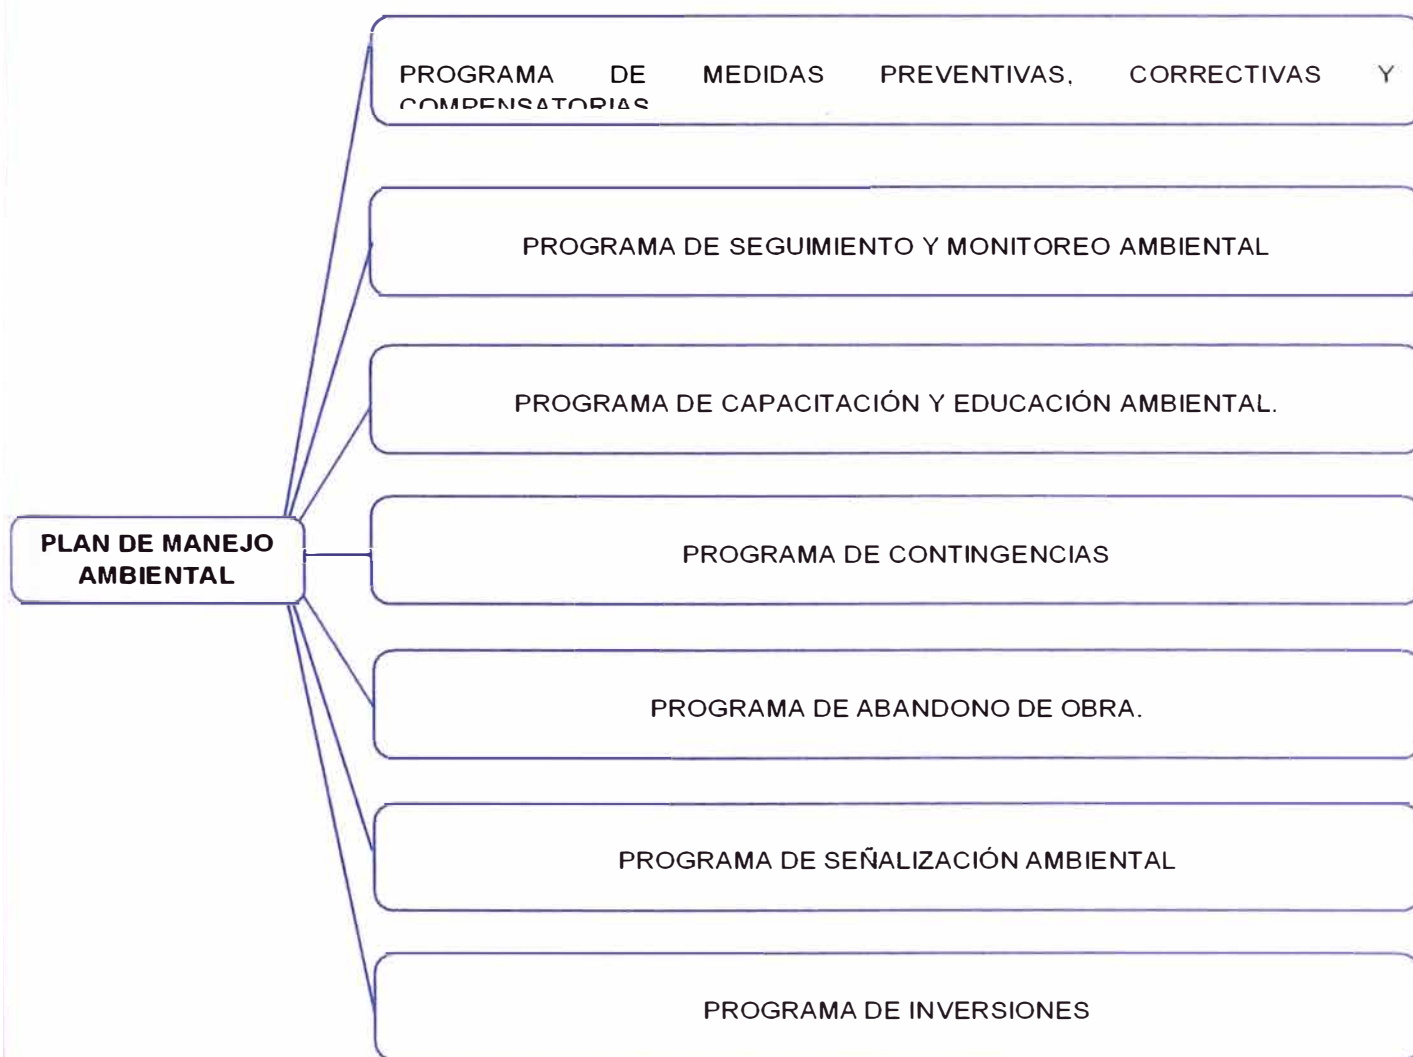 PROGRAMA DE MEDIDAS PREVENTIVAS, CORRECTIVAS Y
COMPENSATORIAS
PROGRAMA DE SEGUIMIENTO Y MONITOREO AMBIENTAL
PROGRAMA DE CAPACITACIÓN Y EDUCACIÓN AMBIENTAL.
PLAN DE MANEJO
AMBIENTAL
PROGRAMA DE CONTINGENCIAS
PROGRAMA DE ABANDONO DE OBRA.
PROGRAMA DE SEÑALIZACIÓN AMBIENTAL
PROGRAMA DE INVERSIONES